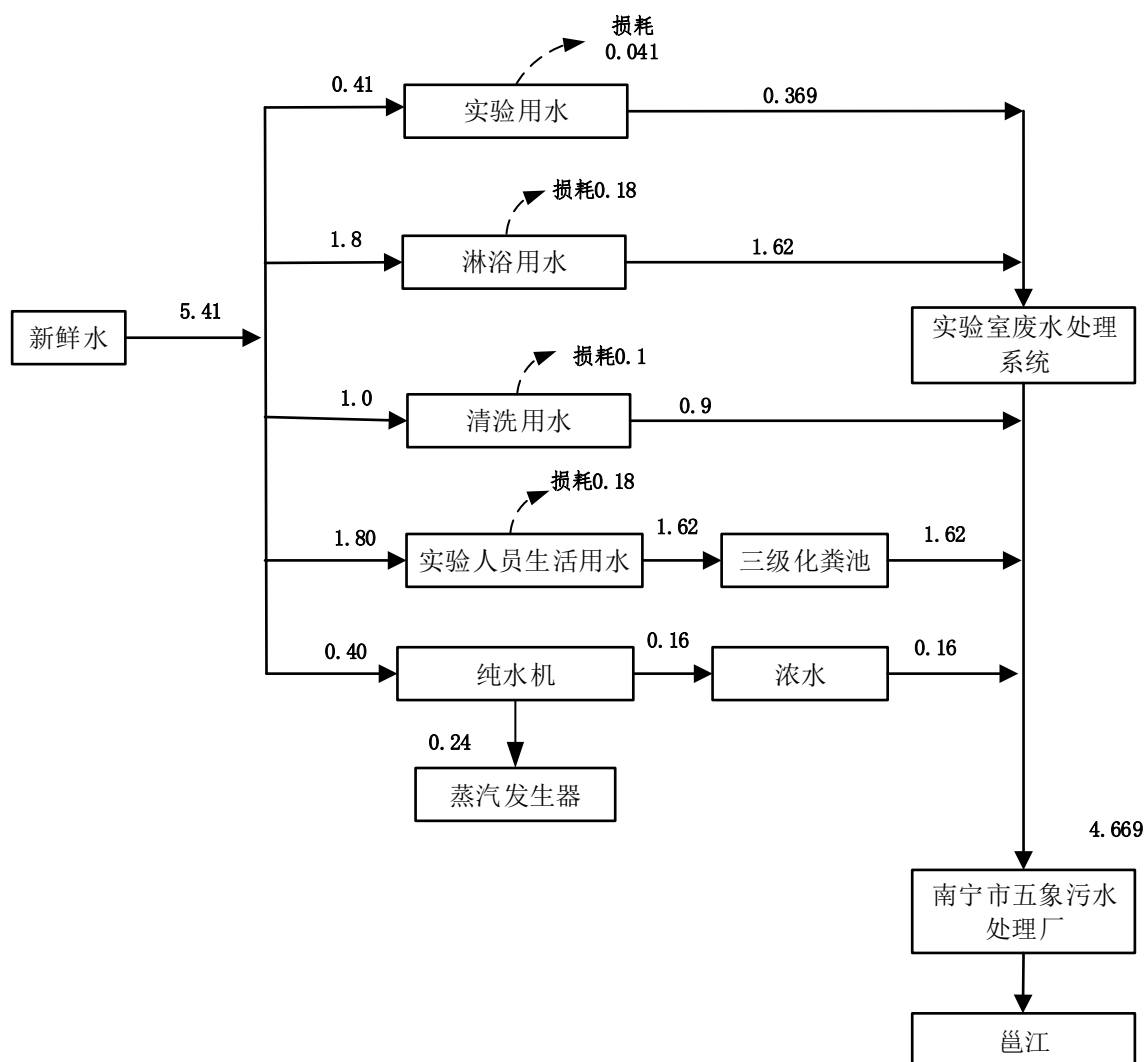 损耗
0.041
0.41
实验用水
0.369
损耗0.18
1.8
淋浴用水
1.62
新鲜水
5.41
实验室废水处理
系统
损耗0.1
1.0
清洗用水
0.9
损耗0.18
1.80
实验人员生活用水
1.62
三级化粪池
1.62
0.40
纯水机
0.16
浓水
0.16
0.24
蒸汽发生器
4.669
南宁市五象污水
处理厂
邕江